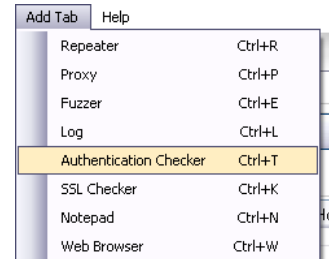 Add Tab Help
Repeater Ctrl+R
Proxy Ctrl+P
Fuzzer Ctrl+E
Log Ctrl+L
Authentication Checker Ctrl+T
SSL Checker Ctrl+K
Notepad Ctrl+N
Web Browser Ctrl+W